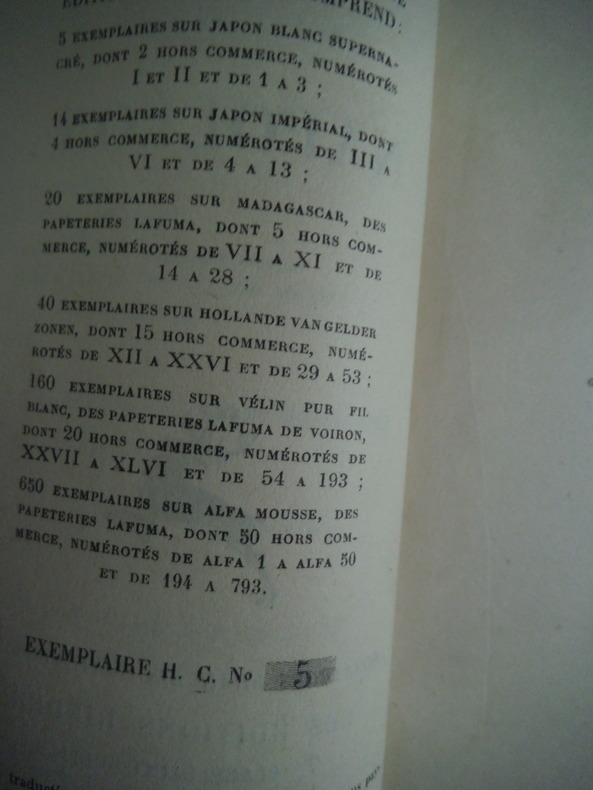 5 EXEMPLAIRES SUR JAPON BLANC SUPERNA-
CRÉ, DONT 2 HORS COMMERCE, NUMÉROTÉS
I ET II ET DE 1 A 3 ;
14 EXEMPLAIRES SUR JAPON IMPÉRIAL, DONT
4 HORS COMMERCE, NUMÉROTÉS DE III A
VI ET DE 4 A 13 ;
20 EXEMPLAIRES SUR MADAGASCAR, DES
PAPETERIES LAFUMA, DONT 5 HORS COM-
MERCE, NUMÉROTÉS DE VII A XI ET DE
14 A 28 ;
40 EXEMPLAIRES SUR HOLLANDE VAN GELDER
ZONEN, DONT 15 HORS COMMERCE, NUMÉ-
ROTÉS DE XII A XXVI ET DE 29 A 53 ;
160 EXEMPLAIRES SUR VÉLIN PUR FIL
BLANC, DES PAPETERIES LAFUMA DE VOIRON,
DONT 20 HORS COMMERCE, NUMÉROTÉS DE
XXVII A XLVI ET DE 54 A 193 ;
650 EXEMPLAIRES SUR ALFA MOUSSE, DES
PAPETERIES LAFUMA, DONT 50 HORS COM-
MERCE, NUMÉROTÉS DE ALFA 1 A ALFA 50
ET DE 194 A 793.
EXEMPLAIRE H. C. No 5